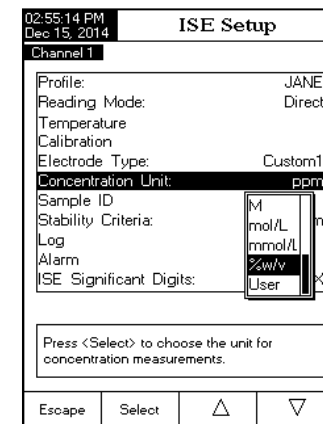 02:55:14 PM
Dec 15, 2014
ISE Setup
Channel 1
Profile: JANE
Reading Mode: Direct
Temperature
Calibration
Electrode Type: Custom1
Concentration Unit: ppm
Sample ID
Stability Criteria:
Log
Alarm
ISE Significant Digits:
M
mol/L
mmol/L
%w/v
User
Press <Select> to choose the unit for
concentration measurements.
Escape Select